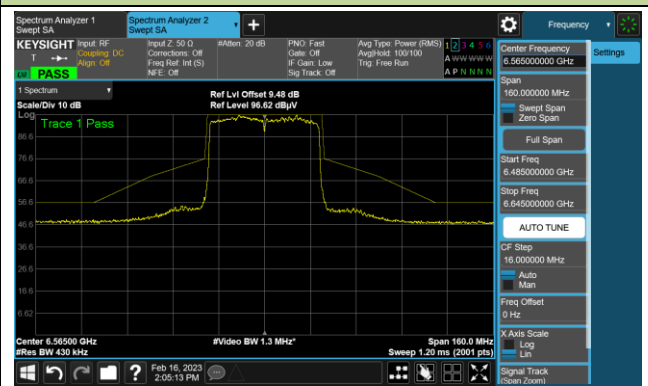 Spectrum Analyzer 1
Swept SA
Spectrum Analyzer 2
Swept SA
Frequency
KEYSIGHT
Input: RF
Coupling: DC
Align: Off
Input Z: 50 Ω
Corrections: Off
Freq Ref: Int (S)
NFE: Off
#Atten: 20 dB
PNO: Fast
Gate: Off
IF Gain: Low
Sig Track: Off
Avg Type: Power (RMS)
Avg|Hold: 100/100
Trig: Free Run
1 2 3 4 5 6
A W W W W W
A P N N N N
T
PASS
1 Spectrum
Scale/Div 10 dB
Ref Lvl Offset 9.48 dB
Ref Level 96.62 dBµV
Log
Trace 1 Pass
86.6
76.6
66.6
56.6
46.6
36.6
26.6
16.6
6.62
Center 6.56500 GHz
#Res BW 430 kHz
#Video BW 1.3 MHz*
Span 160.0 MHz
Sweep 1.20 ms (2001 pts)
Feb 16, 2023
2:05:13 PM
Center Frequency
6.565000000 GHz
Settings
Span
160.000000 MHz
Swept Span
Zero Span
Full Span
Start Freq
6.485000000 GHz
Stop Freq
6.645000000 GHz
AUTO TUNE
CF Step
16.000000 MHz
Auto
Man
Freq Offset
0 Hz
X Axis Scale
Log
Lin
Signal Track
(Span Zoom)